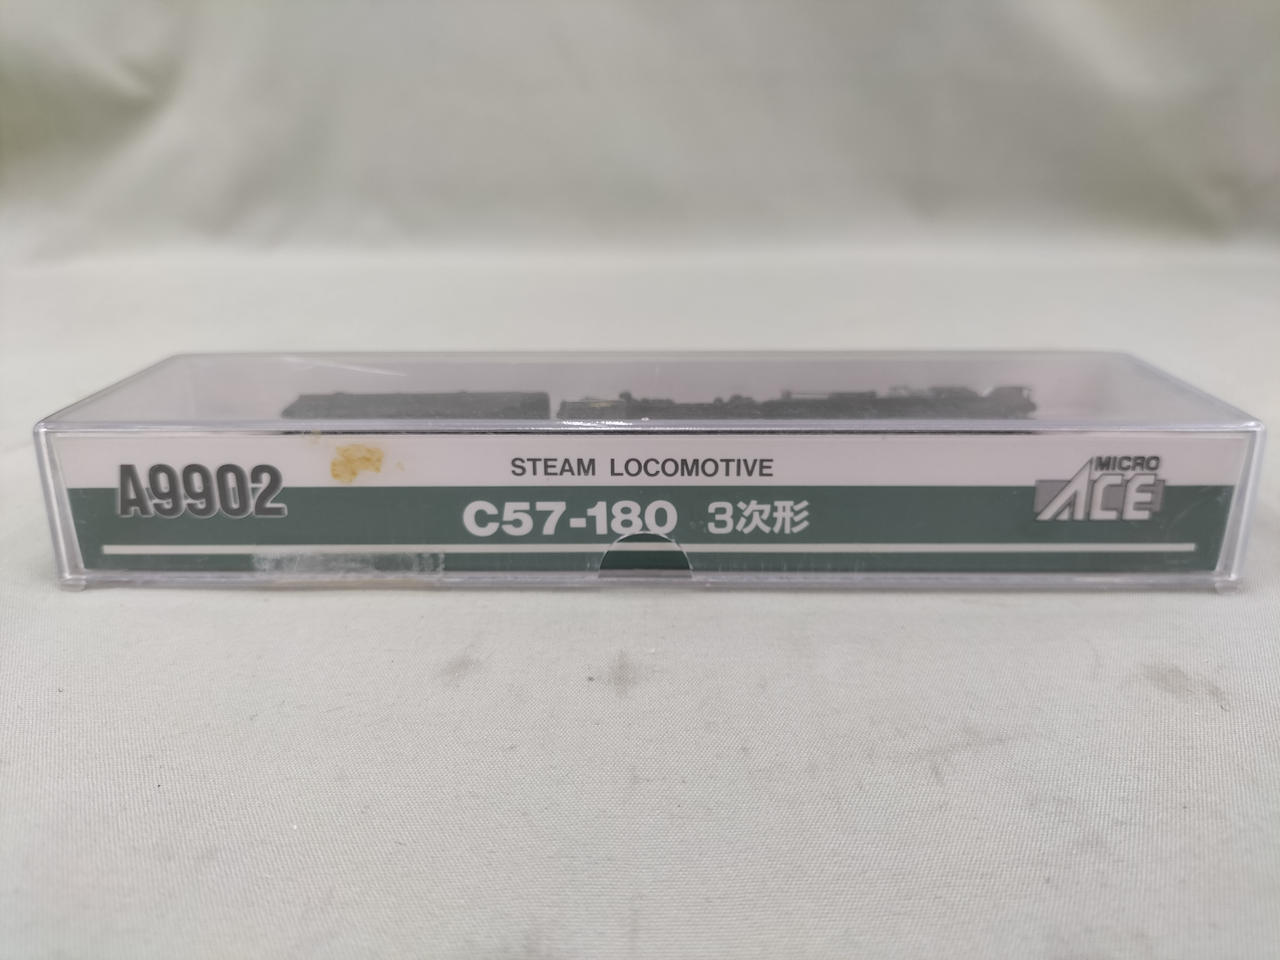 A9902
STEAM LOCOMOTIVE
C57-180 3次形
MICRO
ACE